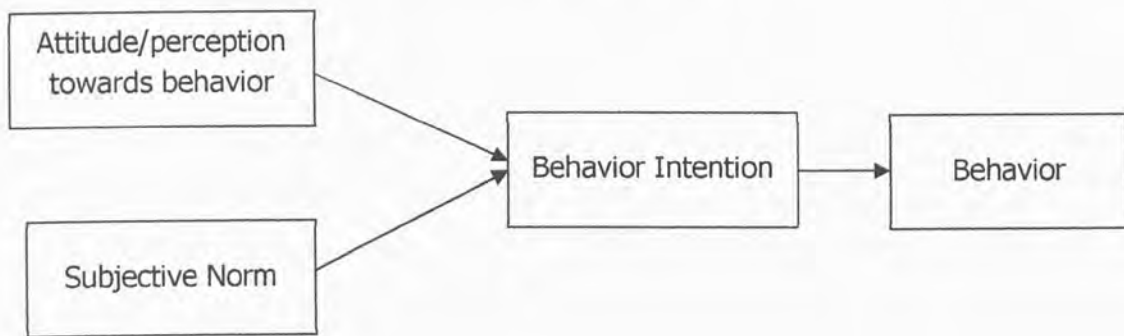 Attitude/perception
towards behavior
Behavior Intention
Behavior
Subjective Norm